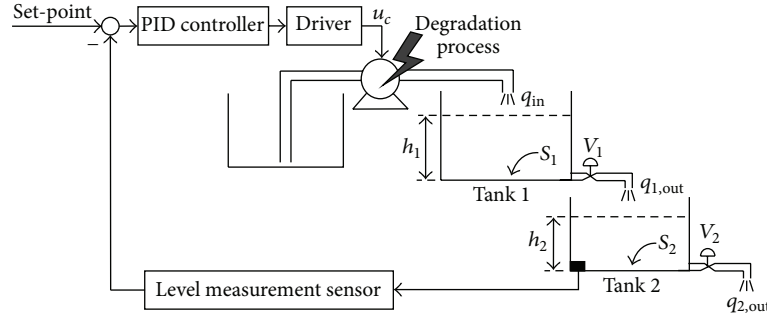 Set-point
−
PID controller
Driver
u_c
Degradation
process
q_in
h_1
S_1
V_1
q_1,out
Tank 1
h_2
S_2
V_2
q_2,out
Tank 2
Level measurement sensor